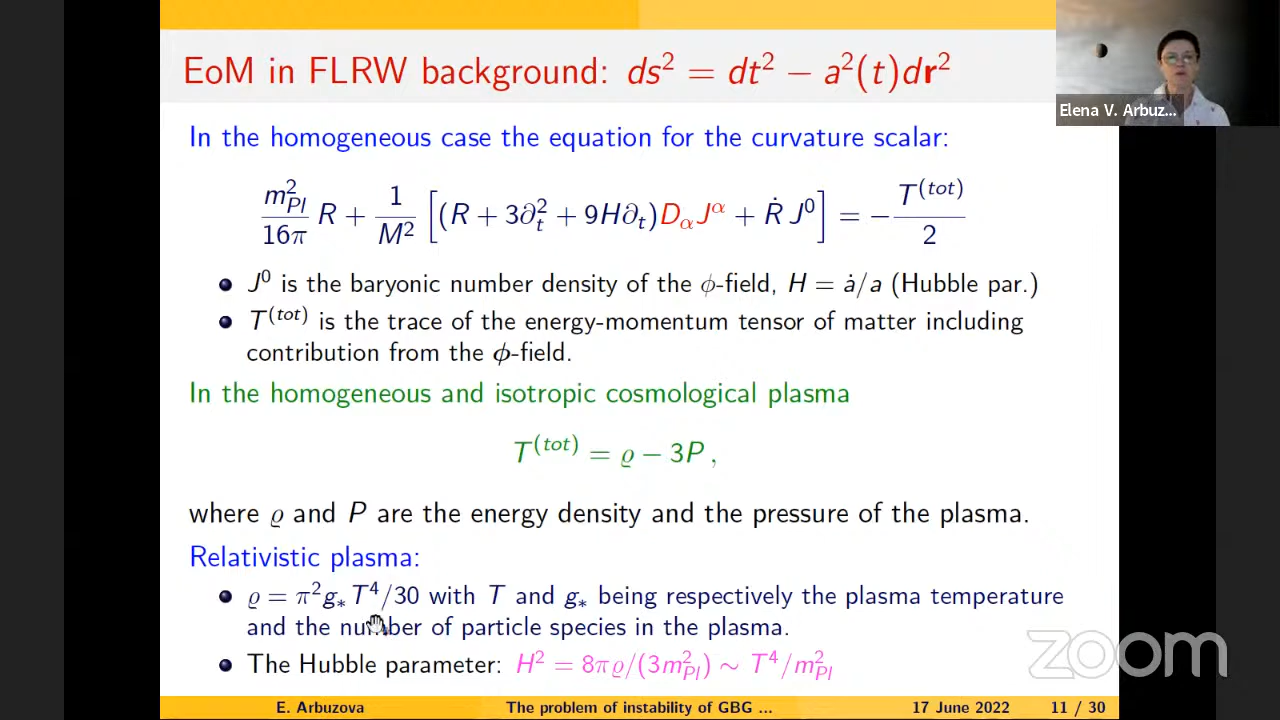 EoM in FLRW background: ds² = dt² − a²(t)dr²
Elena V. Arbuz...
In the homogeneous case the equation for the curvature scalar:
m²_Pl/16π R + 1/M² [(R + 3∂²_t + 9H∂_t)D_αJ^α + Ṙ J⁰] = −T^(tot)/2
J⁰ is the baryonic number density of the ϕ-field, H = ȧ/a (Hubble par.)
T^(tot) is the trace of the energy-momentum tensor of matter including
contribution from the ϕ-field.
In the homogeneous and isotropic cosmological plasma
T^(tot) = ϱ − 3P ,
where ϱ and P are the energy density and the pressure of the plasma.
Relativistic plasma:
ϱ = π²g∗T⁴/30 with T and g∗ being respectively the plasma temperature
and the number of particle species in the plasma.
The Hubble parameter: H² = 8πϱ/(3m²_Pl) ∼ T⁴/m²_Pl
zoom
E. Arbuzova The problem of instability of GBG ... 17 June 2022 11 / 30